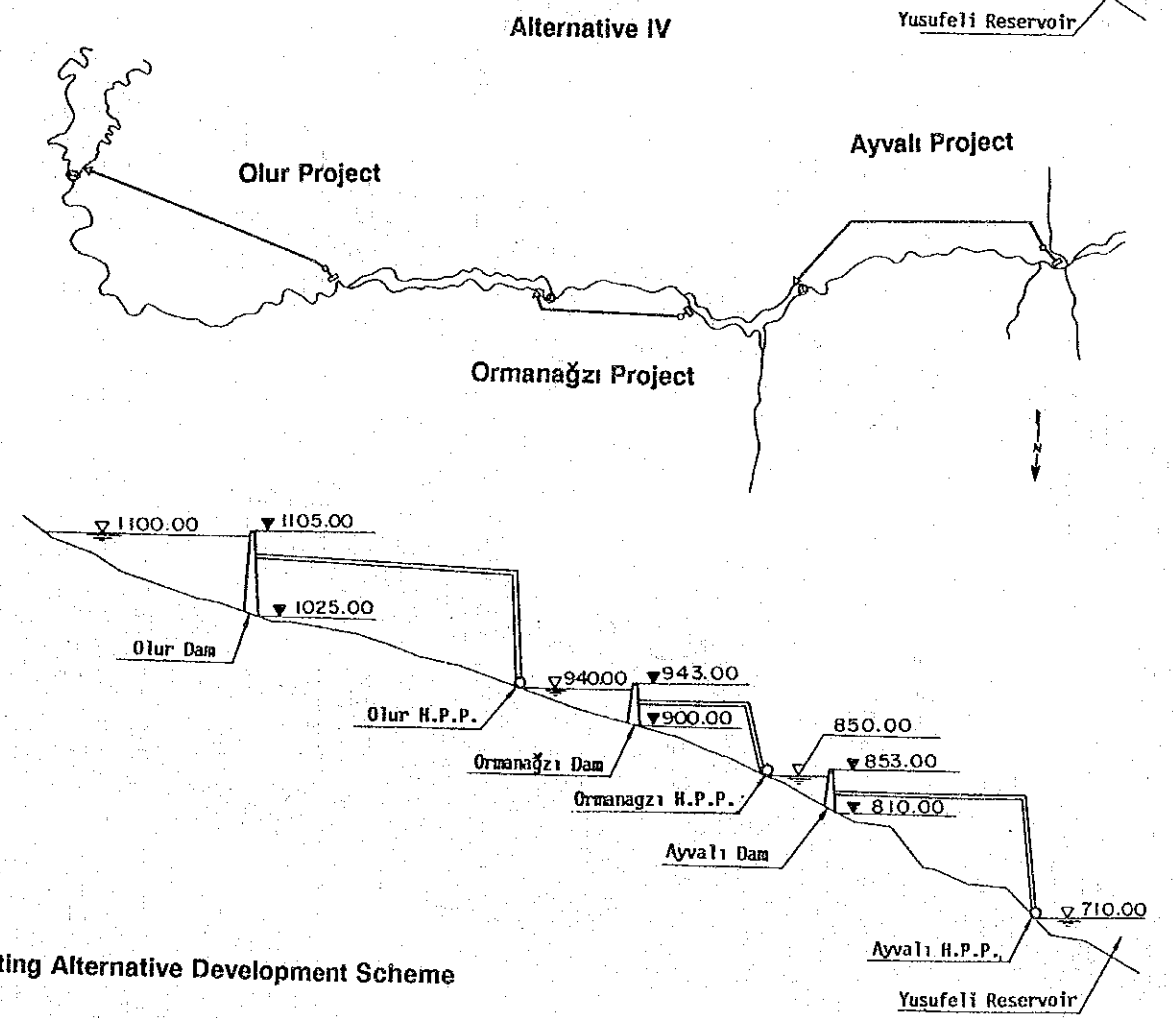 Yusufeli Reservoir
Alternative IV
Ayvalı Project
Olur Project
Ormanağzı Project
N
1100.00
1105.00
1025.00
Olur Dam
940.00
943.00
Olur H.P.P.
900.00
850.00
Ormanağzı Dam
853.00
Ormanagzı H.P.P.
810.00
Ayvalı Dam
710.00
Ayvalı H.P.P.
ting Alternative Development Scheme
Yusufeli Reservoir